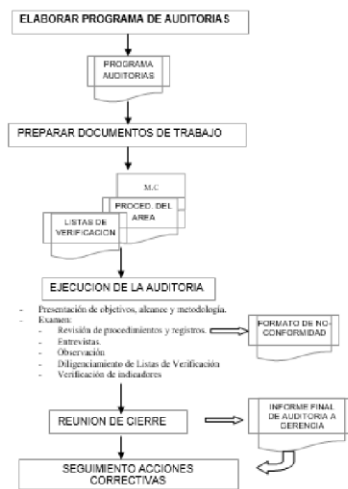 ELABORAR PROGRAMA DE AUDITORIAS
PROGRAMA
AUDITORIAS
PREPARAR DOCUMENTOS DE TRABAJO
M.C
PROCED. DEL
AREA
LISTAS DE
VERIFICACION
EJECUCION DE LA AUDITORIA
- Presentación de objetivos, alcance y metodología.
- Examen:
- Revisión de procedimientos y registros.
- Entrevistas.
- Observación
- Diligenciamiento de Listas de Verificación
- Verificación de indicadores
FORMATO DE NO-
CONFORMIDAD
REUNION DE CIERRE
INFORME FINAL
DE AUDITORIA A
GERENCIA
SEGUIMIENTO ACCIONES
CORRECTIVAS